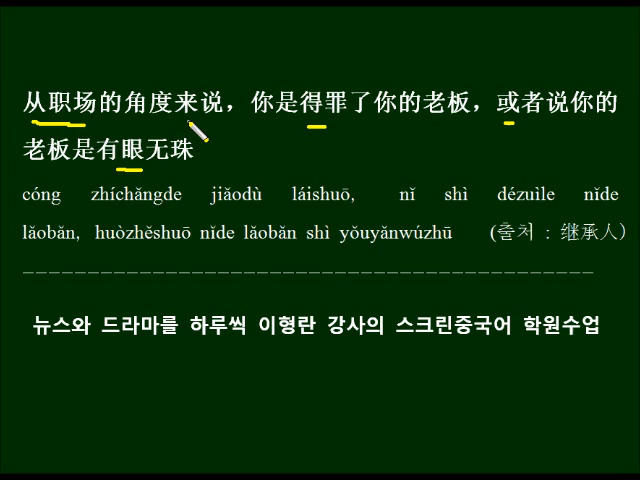 从职场的角度来说，你是得罪了你的老板，或者说你的
老板是有眼无珠
cóng zhíchǎngde jiǎodù láishuō, nǐ shì dézuìle nǐde
lǎobǎn, huòzhěshuō nǐde lǎobǎn shì yǒuyǎnwúzhū (출처 : 继承人)
뉴스와 드라마를 하루씩 이형란 강사의 스크린중국어 학원수업